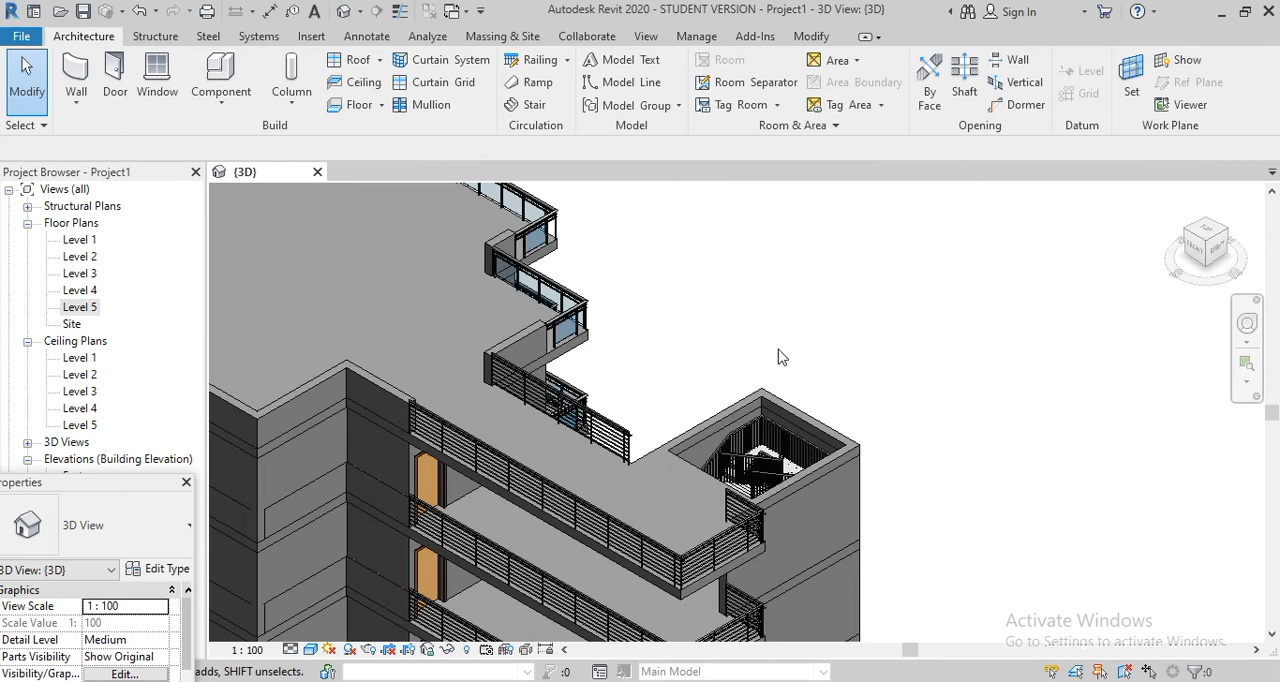 Autodesk Revit 2020 - STUDENT VERSION - Project1 - 3D View: {3D}
Sign In
File Architecture Structure Steel Systems Insert Annotate Analyze Massing & Site Collaborate View Manage Add-Ins Modify
Modify Wall Door Window Component Column
Roof Curtain System Railing Model Text Room Area
Ceiling Curtain Grid Ramp Model Line Room Separator Area Boundary
Floor Mullion Stair Model Group Tag Room Tag Area
By Face Shaft Wall Vertical Dormer Level Grid Set Show Ref Plane Viewer
Select Build Circulation Model Room & Area Opening Datum Work Plane
Project Browser - Project1
{3D}
Views (all)
Structural Plans
Floor Plans
Level 1
Level 2
Level 3
Level 4
Level 5
Site
Ceiling Plans
Level 1
Level 2
Level 3
Level 4
Level 5
3D Views
Elevations (Building Elevation)
roperties
3D View
3D View: {3D} Edit Type
Graphics
View Scale 1 : 100
Scale Value 1: 100
Detail Level Medium
Parts Visibility Show Original
Visibility/Grap... Edit...
FRONT
Activate Windows
Go to Settings to activate Windows.
1 : 100
adds, SHIFT unselects. :0 Main Model :0